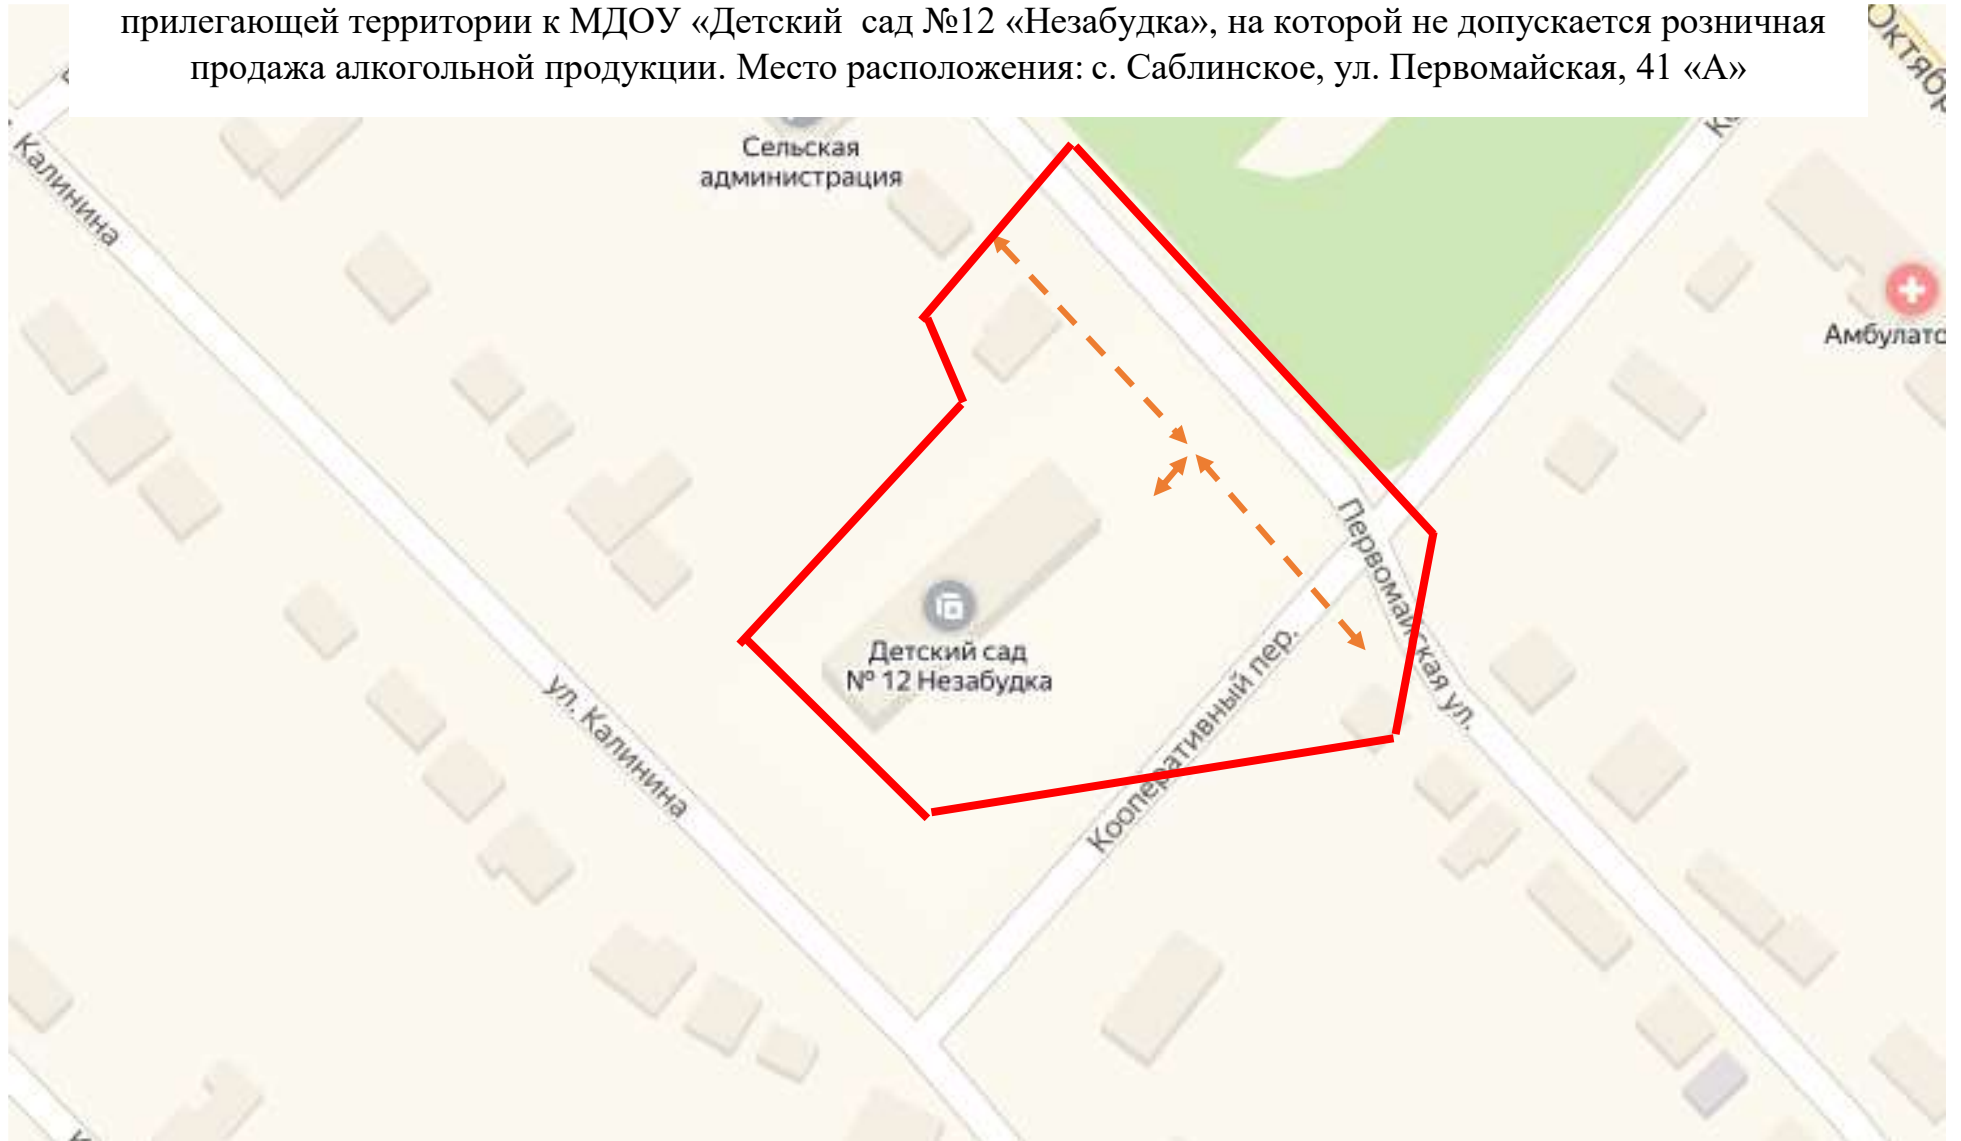 прилегающей территории к МДОУ «Детский сад №12 «Незабудка», на которой не допускается розничная
продажа алкогольной продукции. Место расположения: с. Саблинское, ул. Первомайская, 41 «А»
Калинина
Сельская
администрация
Детский сад
№ 12 Незабудка
ул. Калинина
Кооперативный пер.
Первомайская ул.